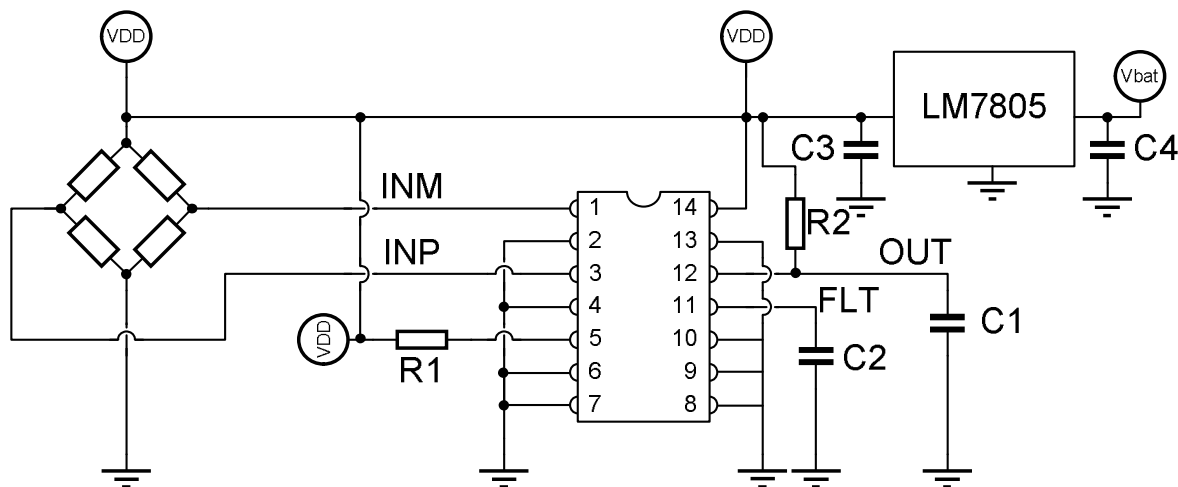 VDD
VDD
LM7805
Vbat
C3
C4
INM
1 14
R2
2 13
INP
3 12
OUT
4 11
FLT
VDD
R1
5 10
C1
6 9
C2
7 8